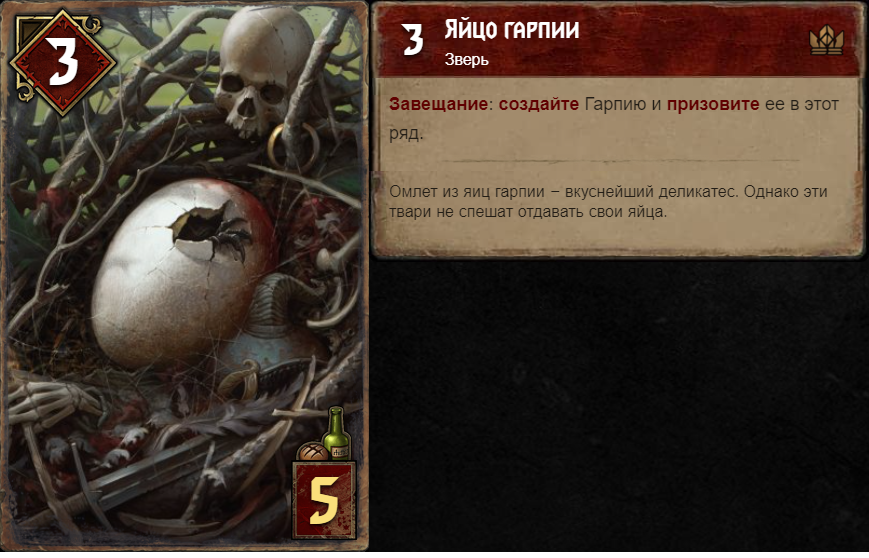 3
5
3
Яйцо гарпии
Зверь
Завещание: создайте Гарпию и призовите ее в этот
ряд.
Омлет из яиц гарпии – вкуснейший деликатес. Однако эти
твари не спешат отдавать свои яйца.